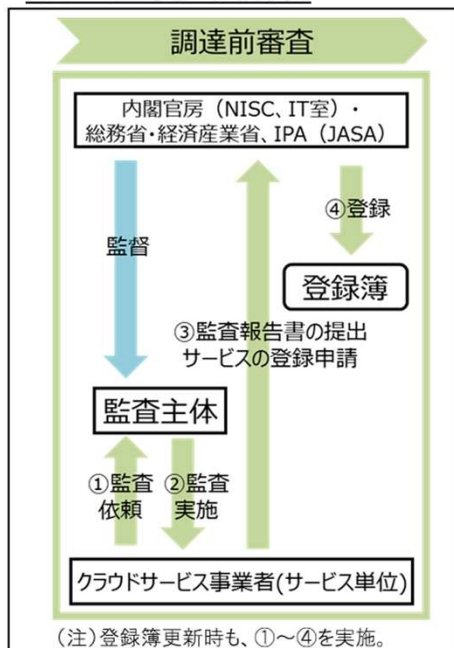 調達前審査
内閣官房（NISC、IT室）・
総務省・経済産業省、IPA（JASA）
④登録
監督
登録簿
③監査報告書の提出
サービスの登録申請
監査主体
①監査
依頼
②監査
実施
クラウドサービス事業者(サービス単位)
（注）登録簿更新時も、①～④を実施。